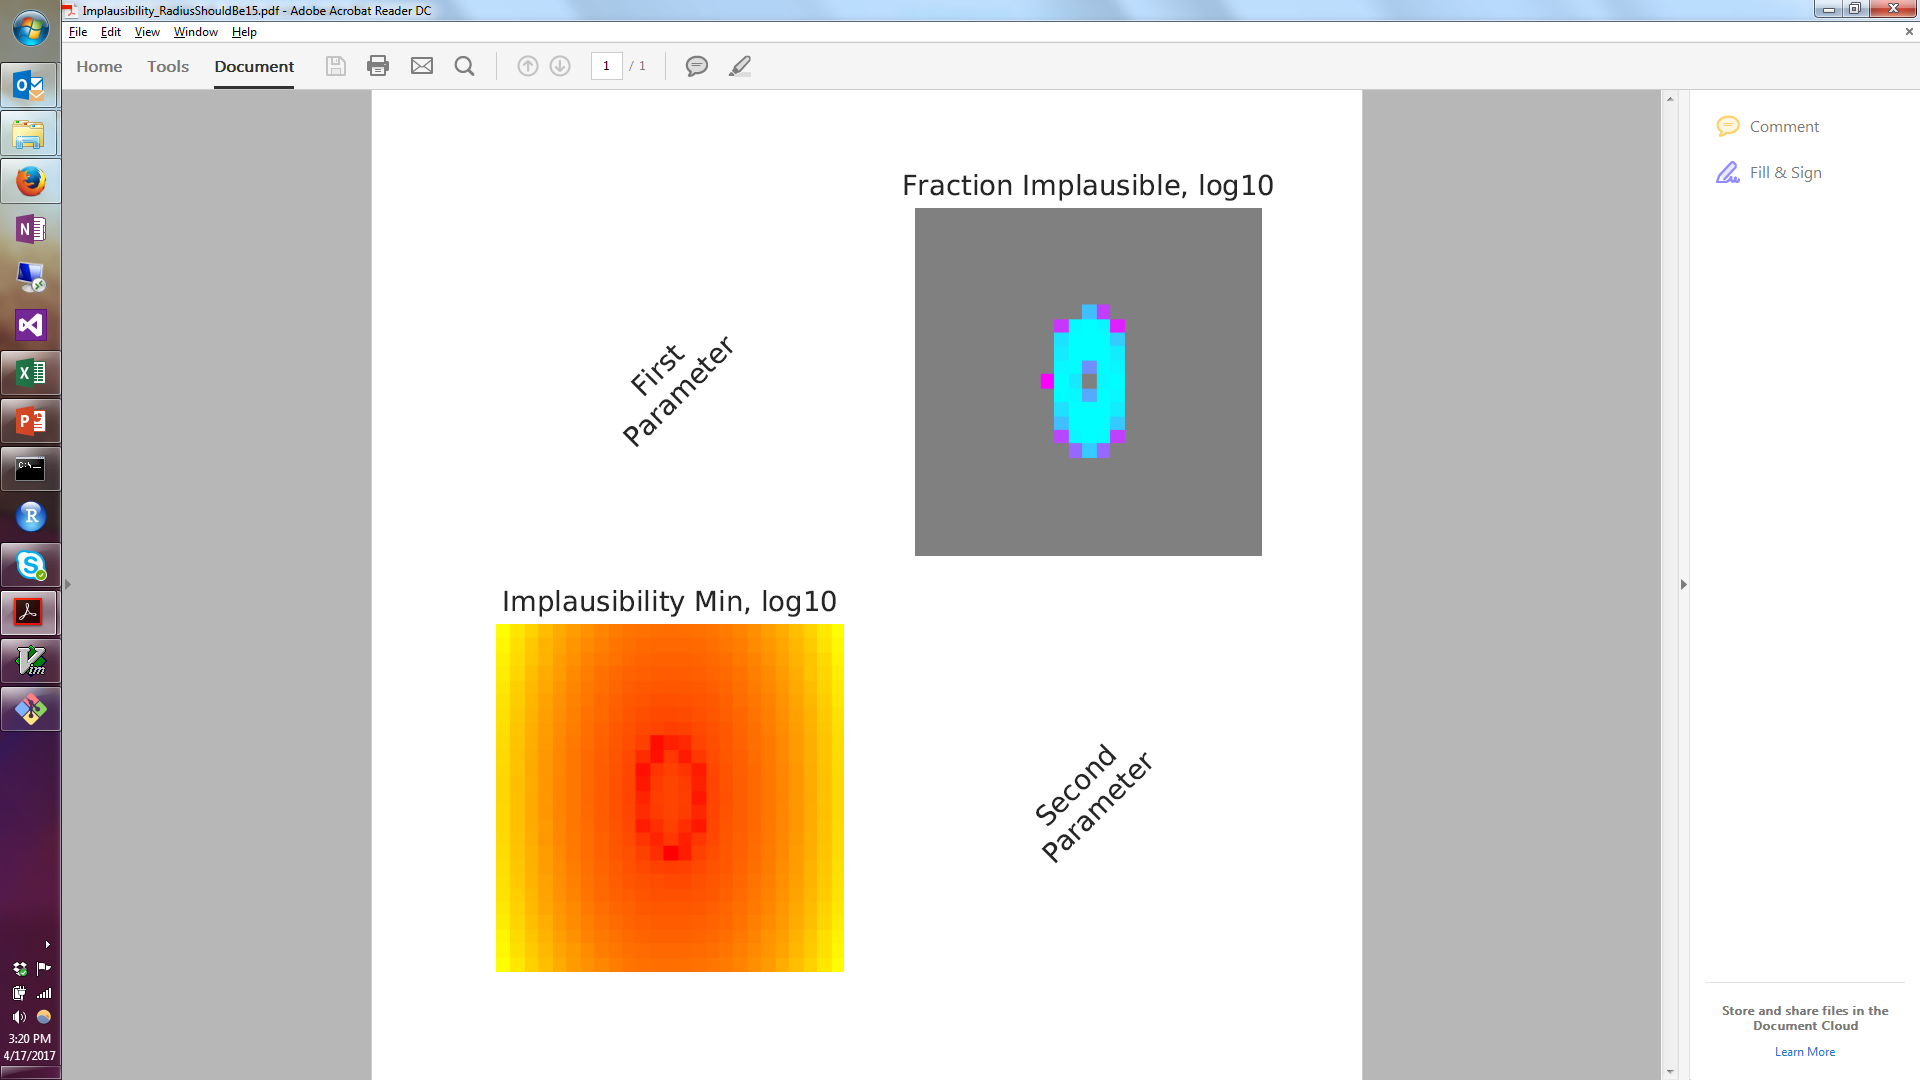 Implausibility_RadiusShouldBe15.pdf - Adobe Acrobat Reader DC
File Edit View Window Help
Home Tools Document 1 / 1
Comment
Fill & Sign
Fraction Implausible, log10
First
Parameter
Implausibility Min, log10
Second
Parameter
Store and share files in the
Document Cloud
Learn More
3:20 PM
4/17/2017